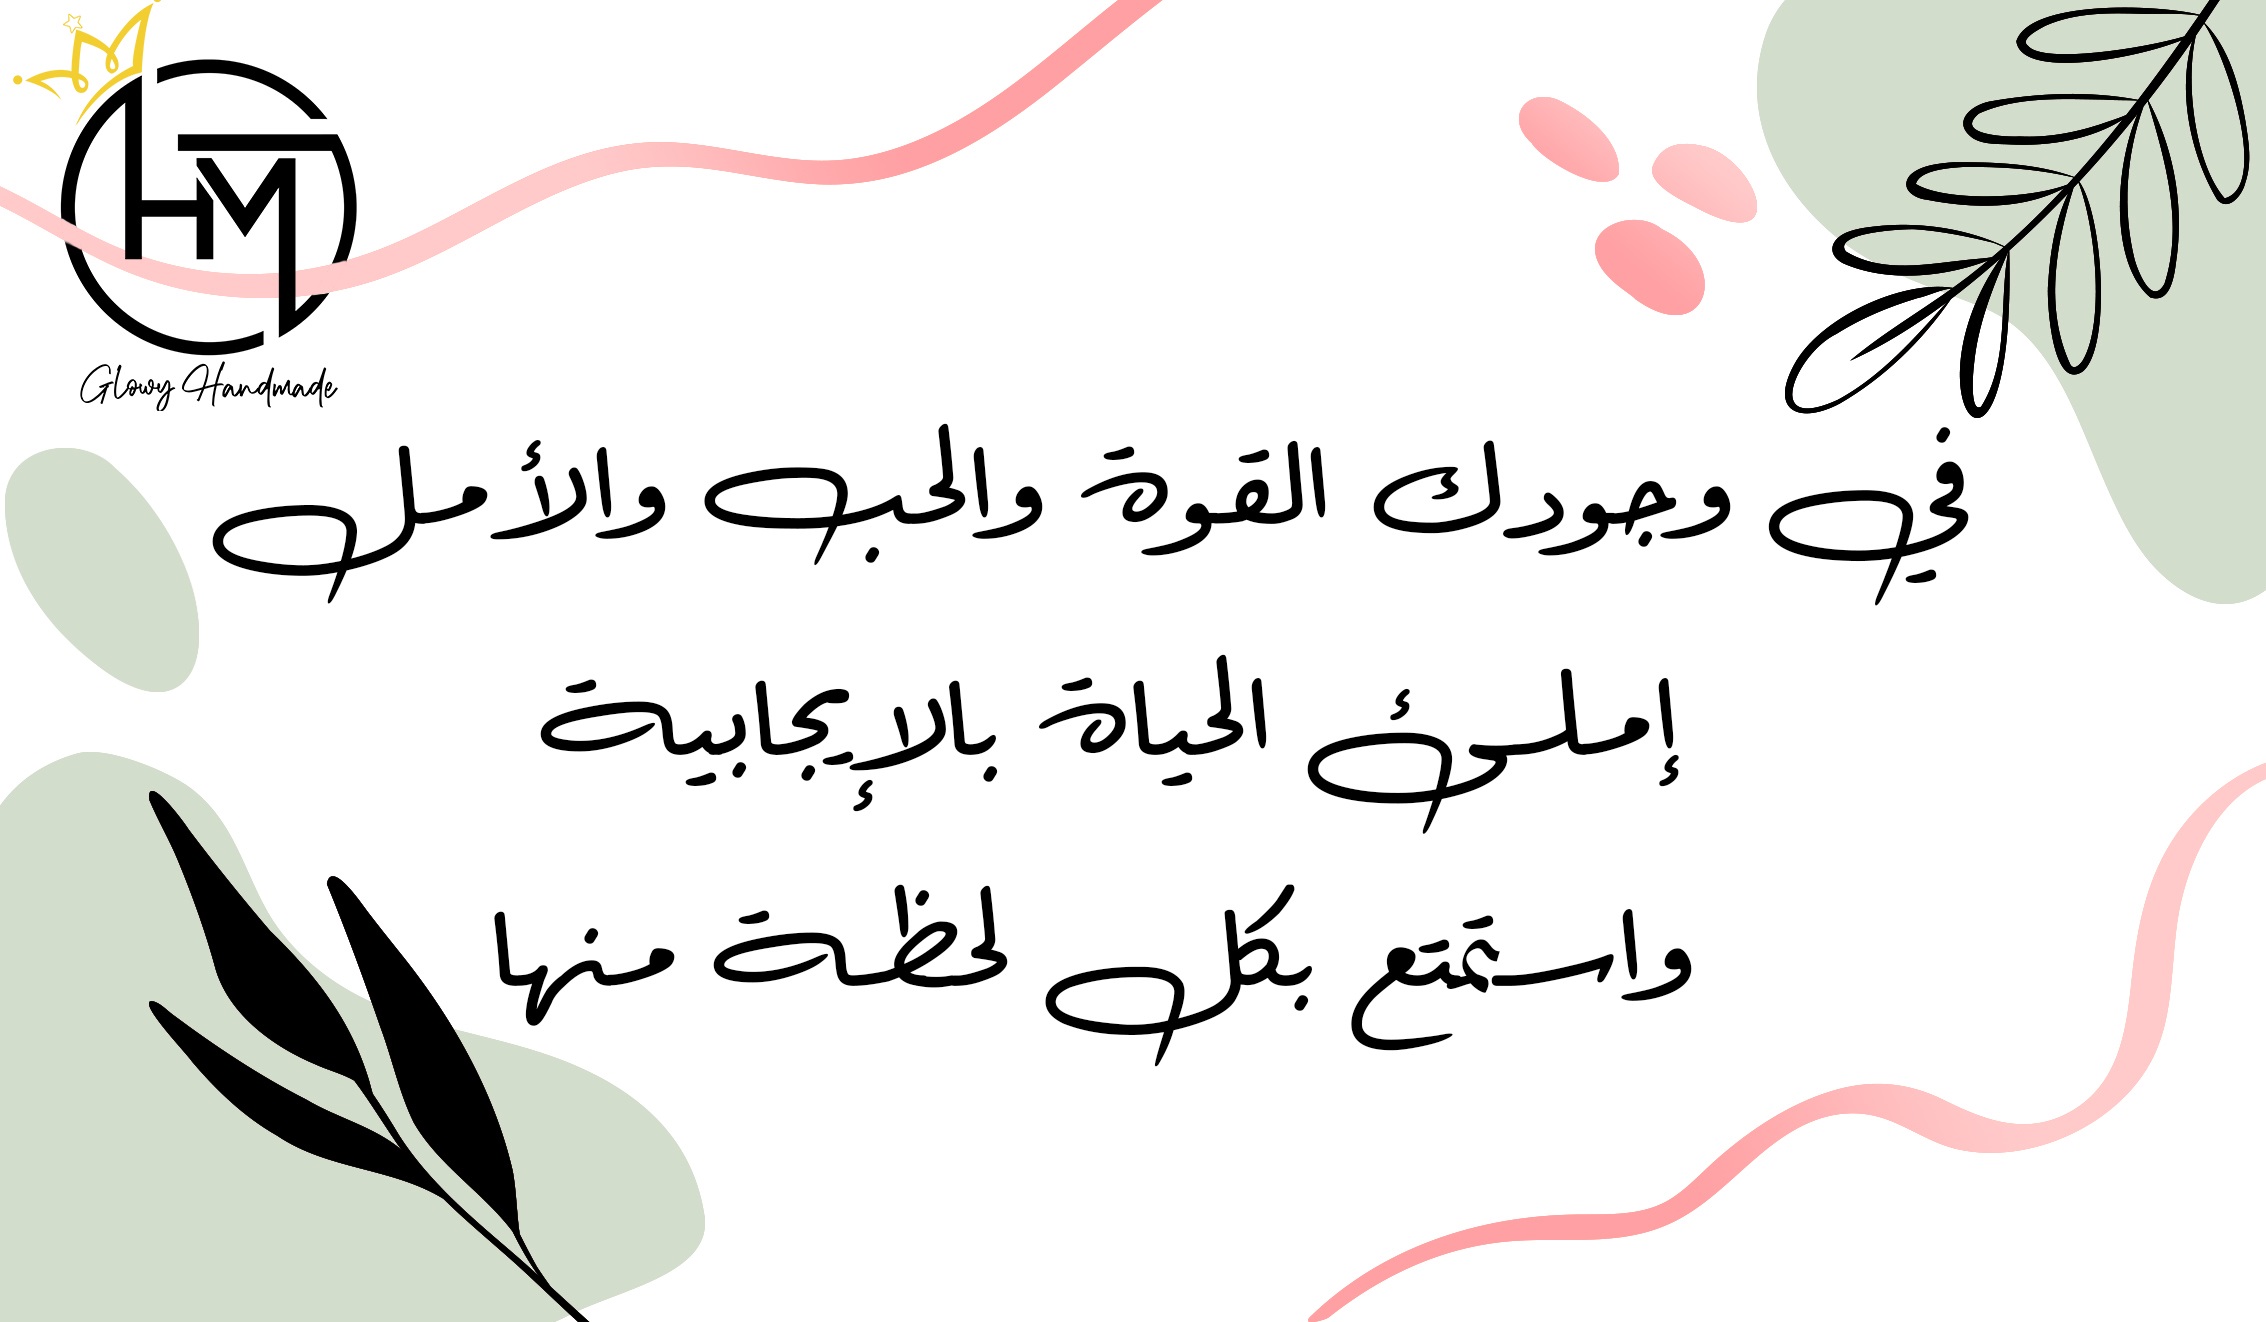 HM
Glowy Handmade
في وجودك القوة والحب والأمل
إملئ الحياة بالإيجابية
واستمتع بكل لحظة منها